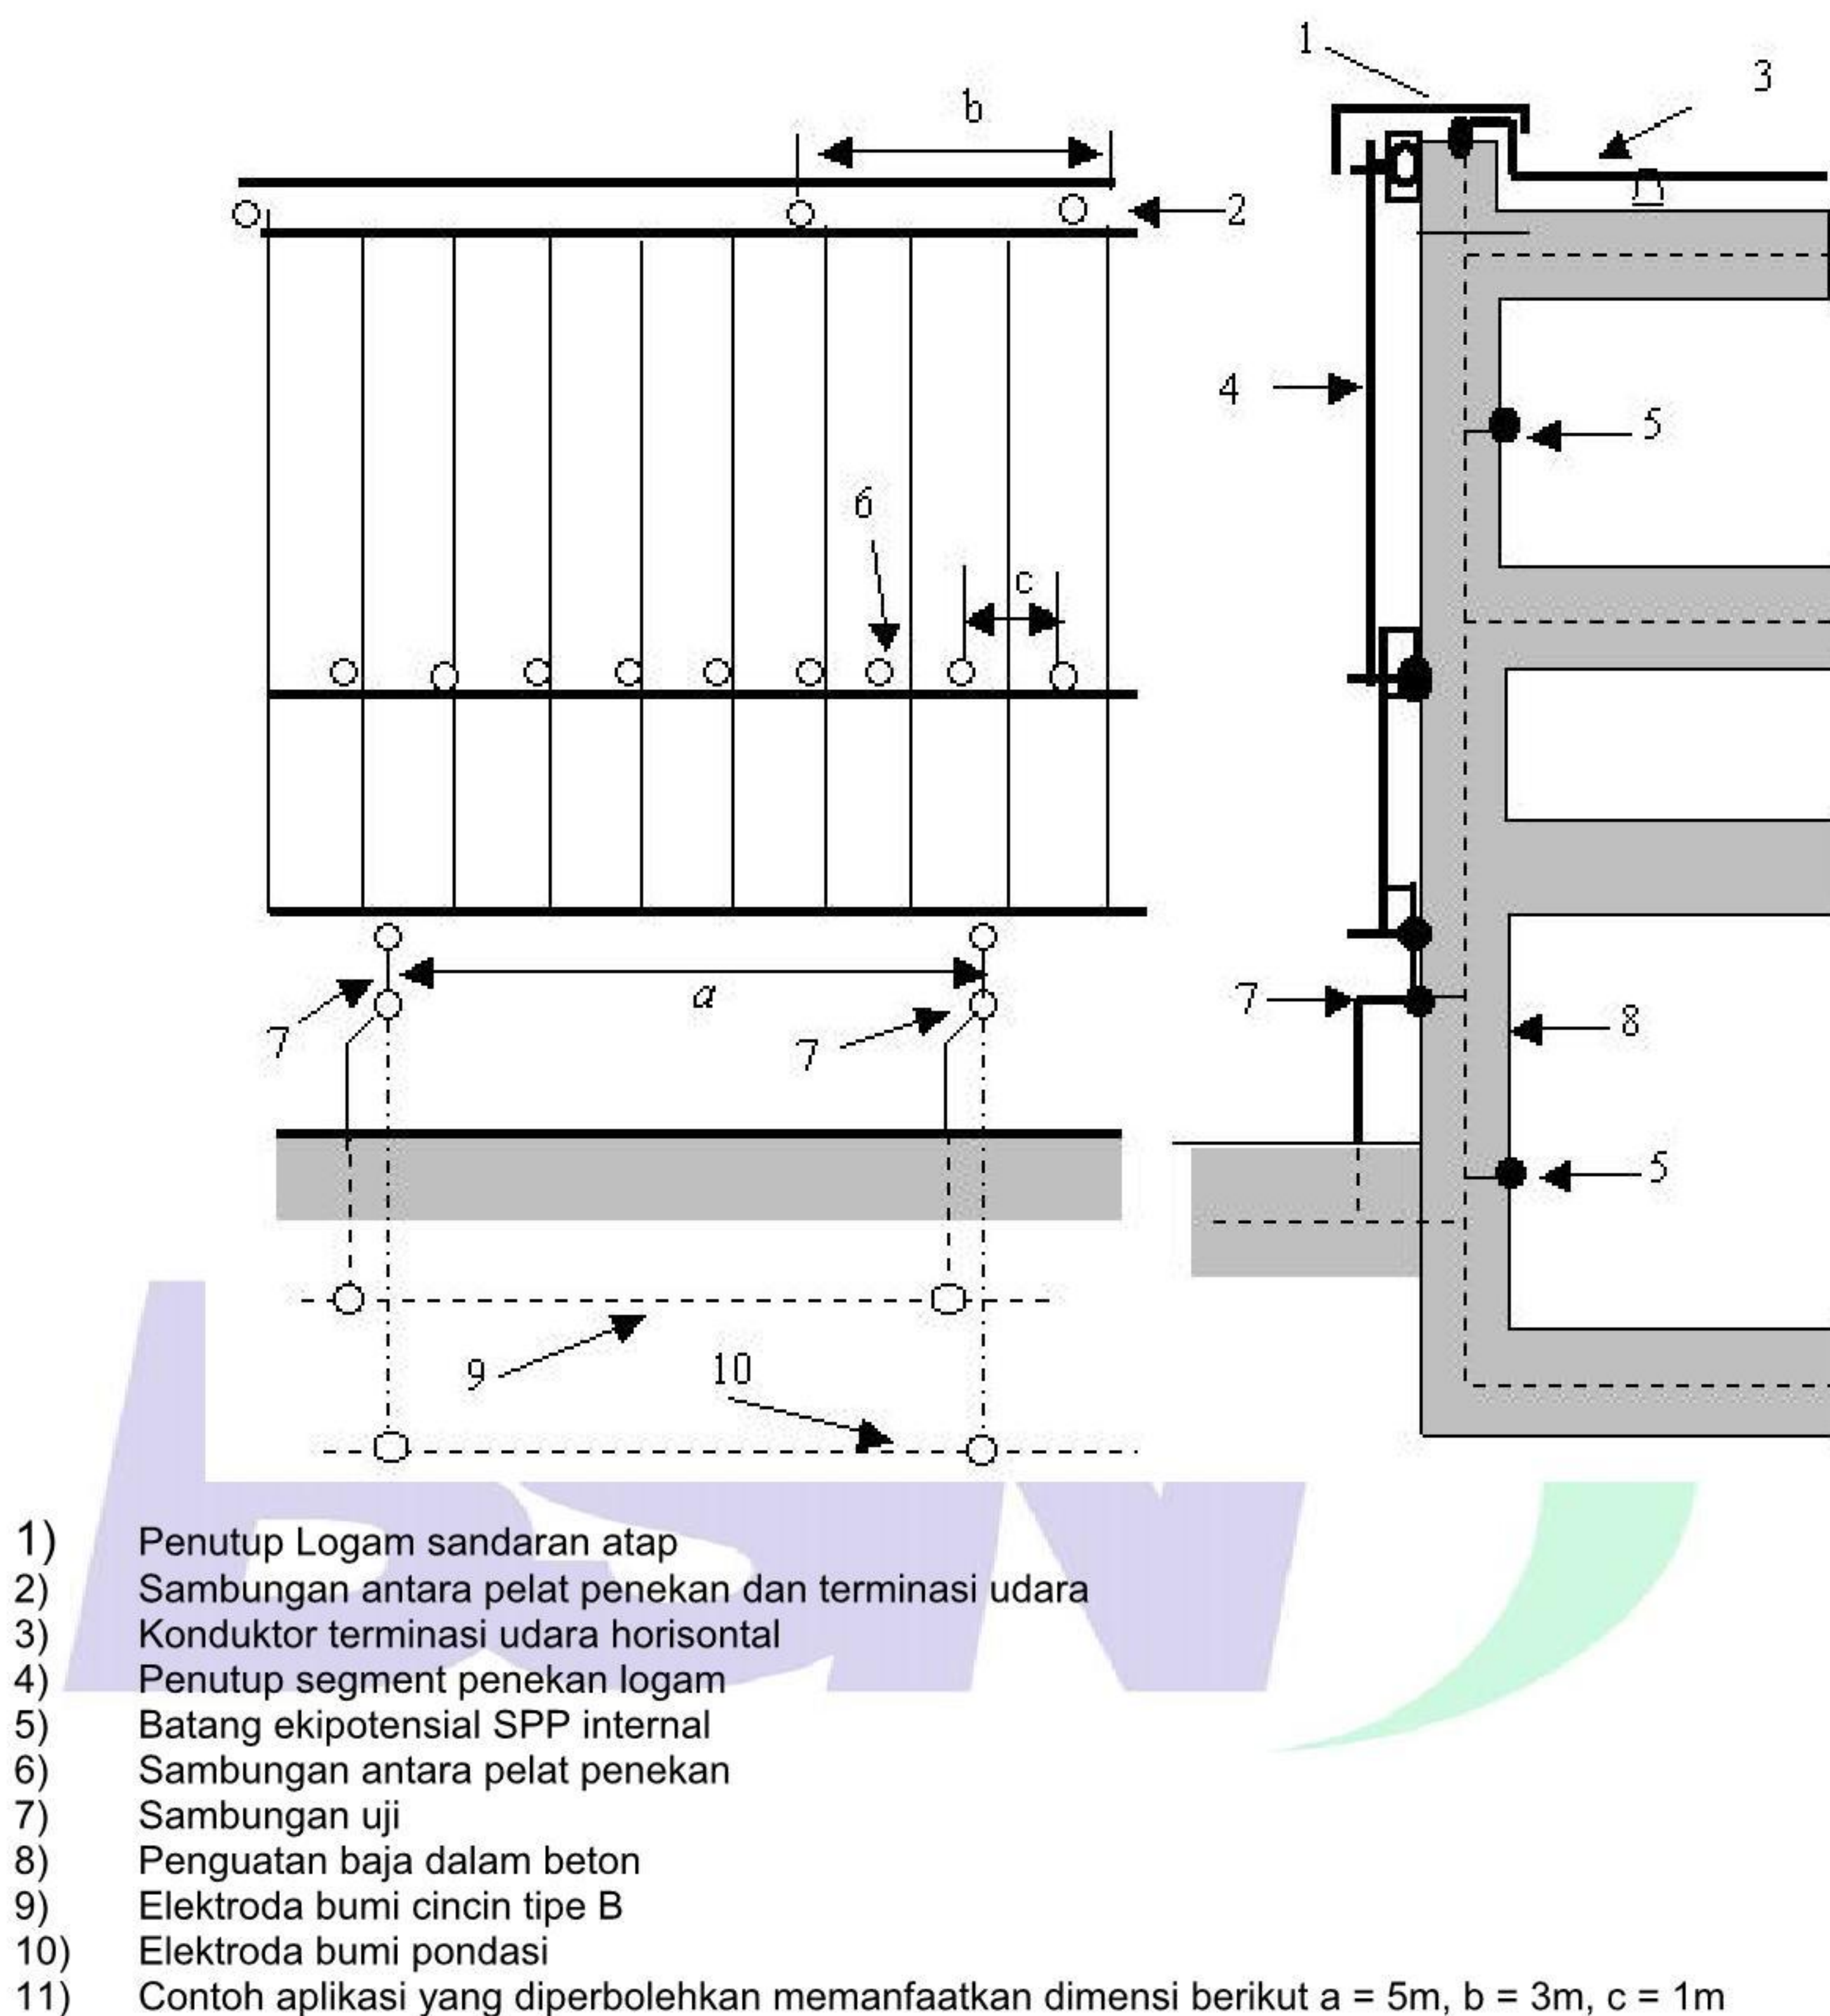 1
3
b
2
4
5
6
c
7
a
7
7
8
5
9
10
bsn
1) Penutup Logam sandaran atap
2) Sambungan antara pelat penekan dan terminasi udara
3) Konduktor terminasi udara horisontal
4) Penutup segment penekan logam
5) Batang ekipotensial SPP internal
6) Sambungan antara pelat penekan
7) Sambungan uji
8) Penguatan baja dalam beton
9) Elektroda bumi cincin tipe B
10) Elektroda bumi pondasi
11) Contoh aplikasi yang diperbolehkan memanfaatkan dimensi berikut a = 5m, b = 3m, c = 1m